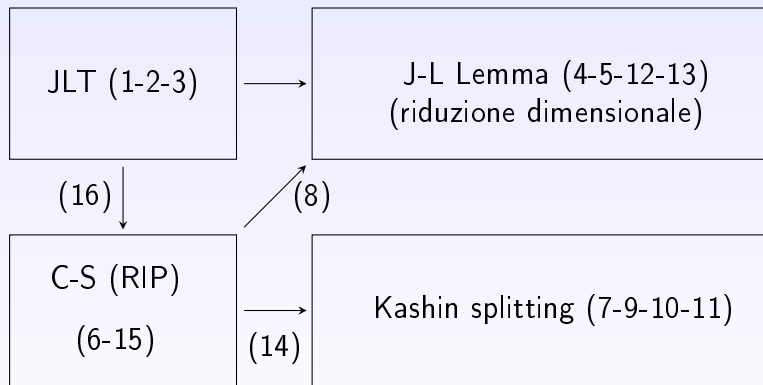 JLT (1-2-3)
J-L Lemma (4-5-12-13)
(riduzione dimensionale)
(16)
(8)
C-S (RIP)
(6-15)
(14)
Kashin splitting (7-9-10-11)